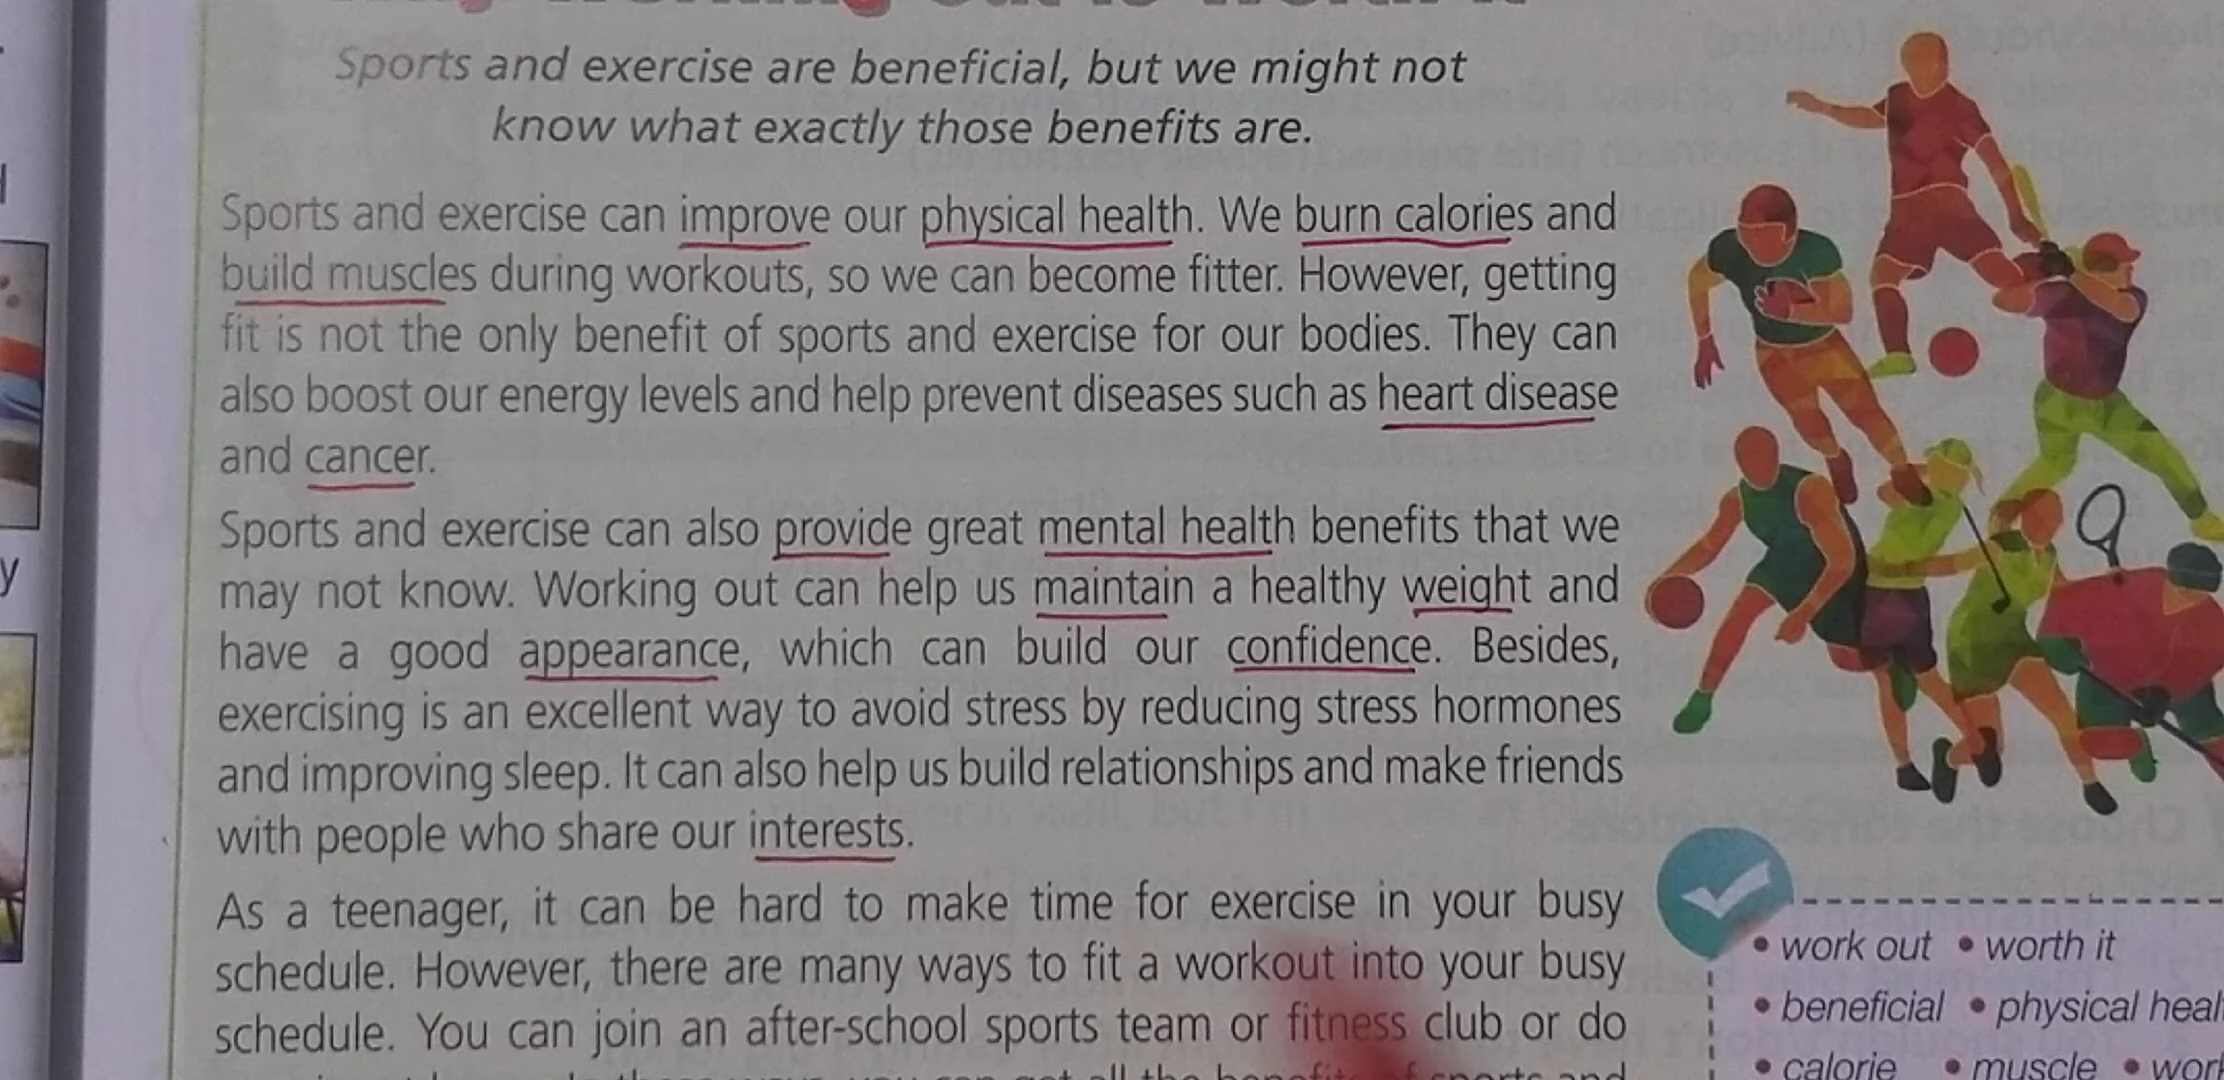 Sports and exercise are beneficial, but we might not
know what exactly those benefits are.
Sports and exercise can improve our physical health. We burn calories and
build muscles during workouts, so we can become fitter. However, getting
fit is not the only benefit of sports and exercise for our bodies. They can
also boost our energy levels and help prevent diseases such as heart disease
and cancer.
Sports and exercise can also provide great mental health benefits that we
may not know. Working out can help us maintain a healthy weight and
have a good appearance, which can build our confidence. Besides,
exercising is an excellent way to avoid stress by reducing stress hormones
and improving sleep. It can also help us build relationships and make friends
with people who share our interests.
As a teenager, it can be hard to make time for exercise in your busy
schedule. However, there are many ways to fit a workout into your busy
schedule. You can join an after-school sports team or fitness club or do
• work out • worth it
• beneficial • physical
• calorie • muscle